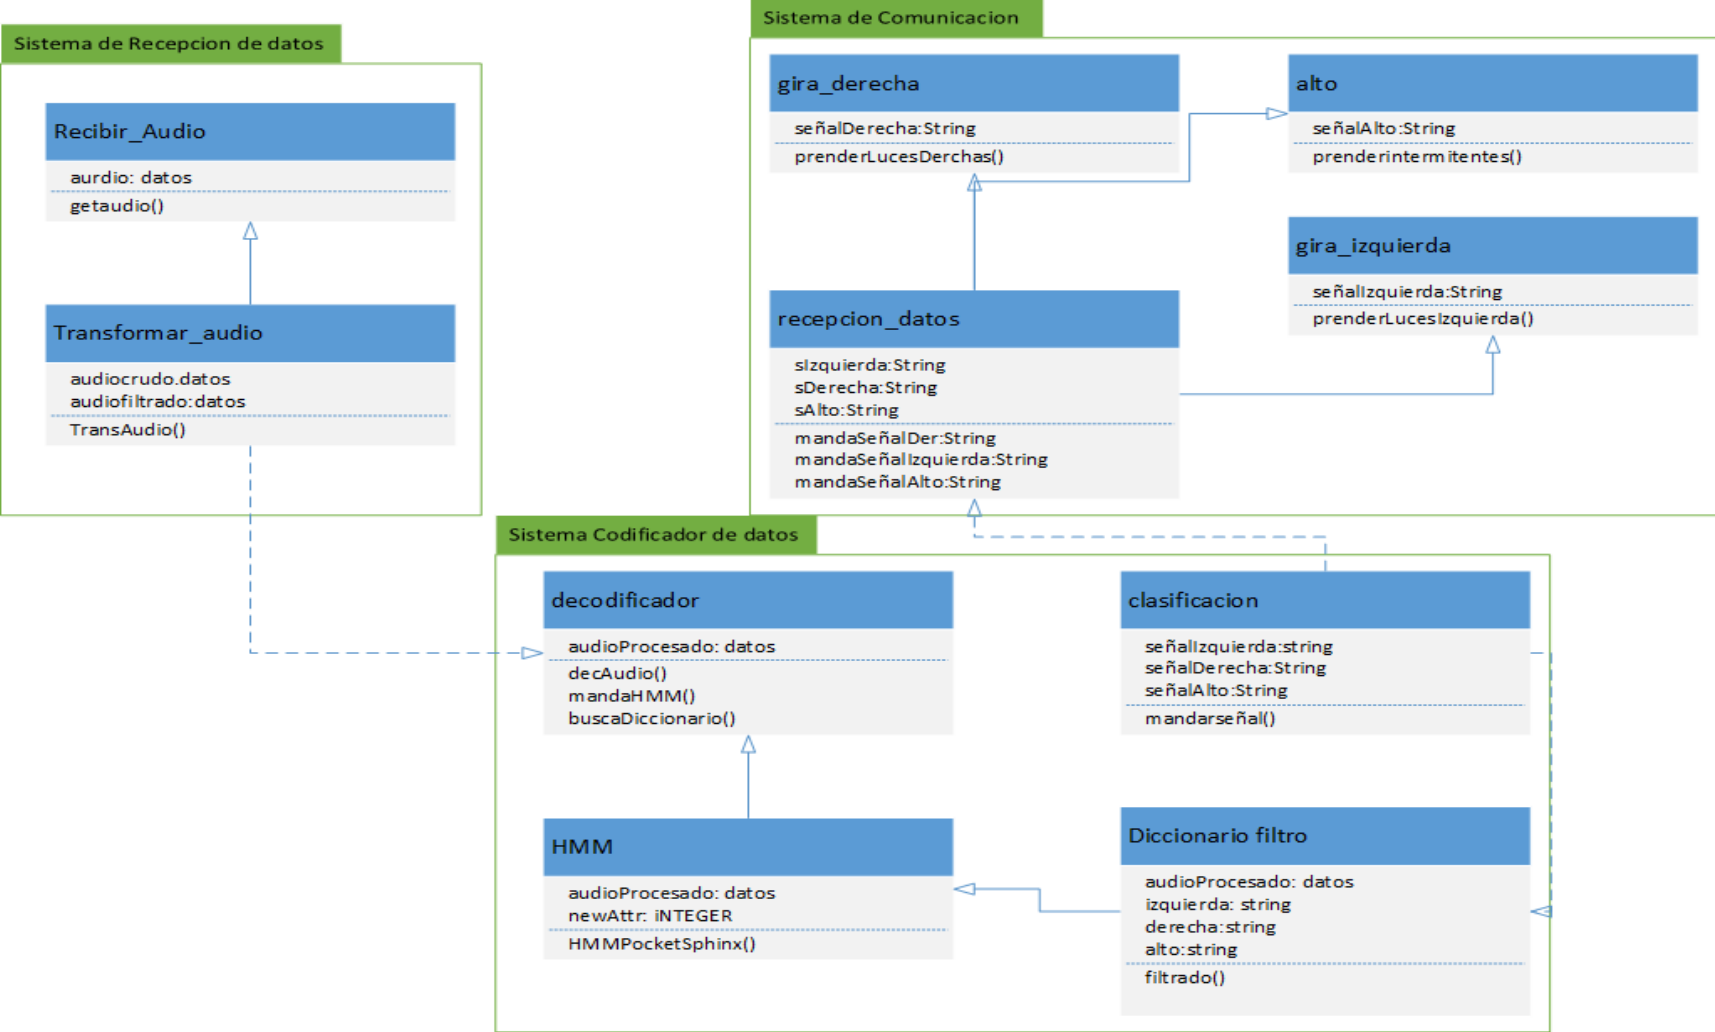 Sistema de Recepcion de datos
Recibir_Audio
aurdio: datos
getaudio()
Transformar_audio
audiocrudo.datos
audiofiltrado:datos
TransAudio()
Sistema de Comunicacion
gira_derecha
señalDerecha:String
prenderLucesDerchas()
alto
señalAlto:String
prenderintermitentes()
gira_izquierda
señalIzquierda:String
prenderLucesIzquierda()
recepcion_datos
sIzquierda:String
sDerecha:String
sAlto:String
mandaSeñalDer:String
mandaSeñalIzquierda:String
mandaSeñalAlto:String
Sistema Codificador de datos
decodificador
audioProcesado: datos
decAudio()
mandaHMM()
buscaDiccionario()
clasificacion
señalIzquierda:string
señalDerecha:String
señalAlto:String
mandarseñal()
HMM
audioProcesado: datos
newAttr: iNTEGER
HMMPocketSphinx()
Diccionario filtro
audioProcesado: datos
izquierda: string
derecha:string
alto:string
filtrado()